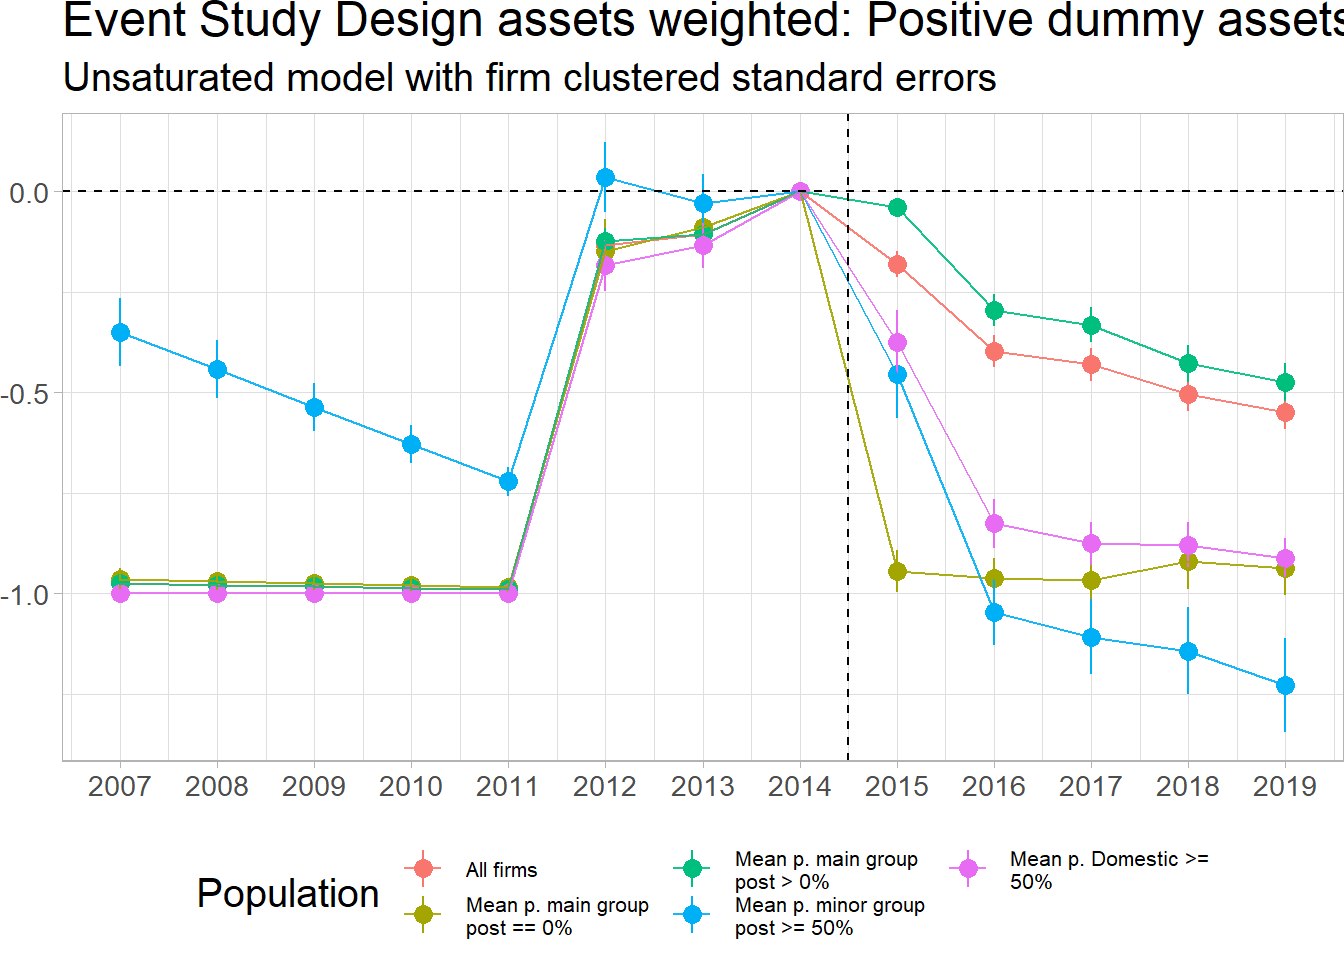 Event Study Design assets weighted: Positive dummy assets
Unsaturated model with firm clustered standard errors
0.0
-0.5
-1.0
2007 2008 2009 2010 2011 2012 2013 2014 2015 2016 2017 2018 2019
Population
All firms
Mean p. main group
post == 0%
Mean p. main group
post > 0%
Mean p. minor group
post >= 50%
Mean p. Domestic >=
50%